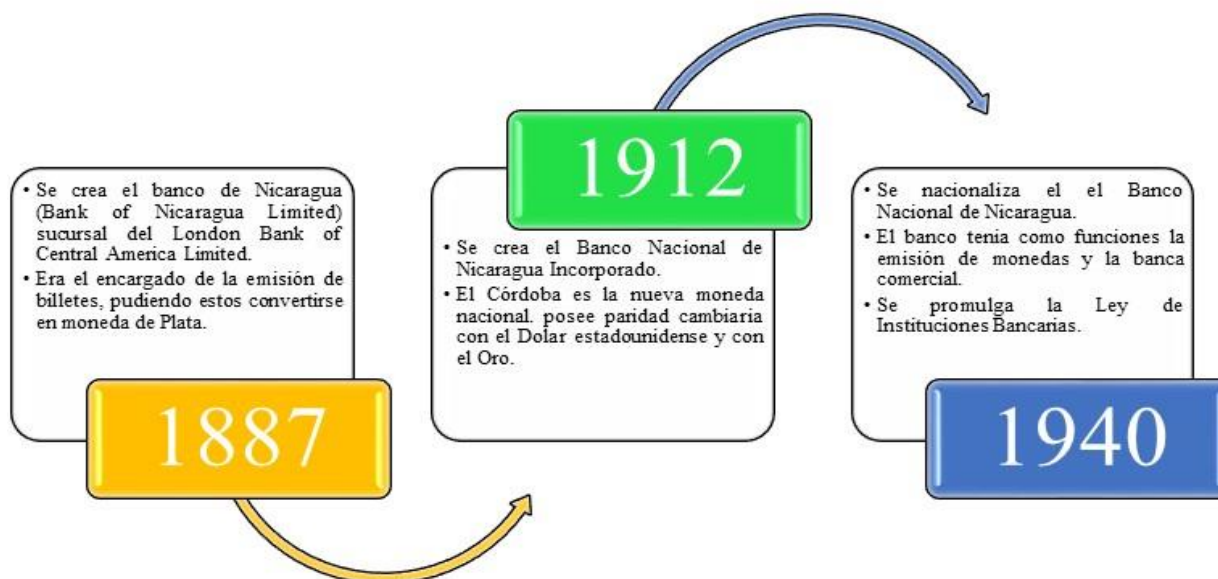 • Se crea el banco de Nicaragua
(Bank of Nicaragua Limited)
sucursal del London Bank of
Central America Limited.
• Era el encargado de la emisión de
billetes, pudiendo estos convertirse
en moneda de Plata.
1887
1912
• Se crea el Banco Nacional de
Nicaragua Incorporado.
• El Córdoba es la nueva moneda
nacional. posee paridad cambiaria
con el Dolar estadounidense y con
el Oro.
• Se nacionaliza el el Banco
Nacional de Nicaragua.
• El banco tenia como funciones la
emisión de monedas y la banca
comercial.
• Se promulga la Ley de
Instituciones Bancarias.
1940